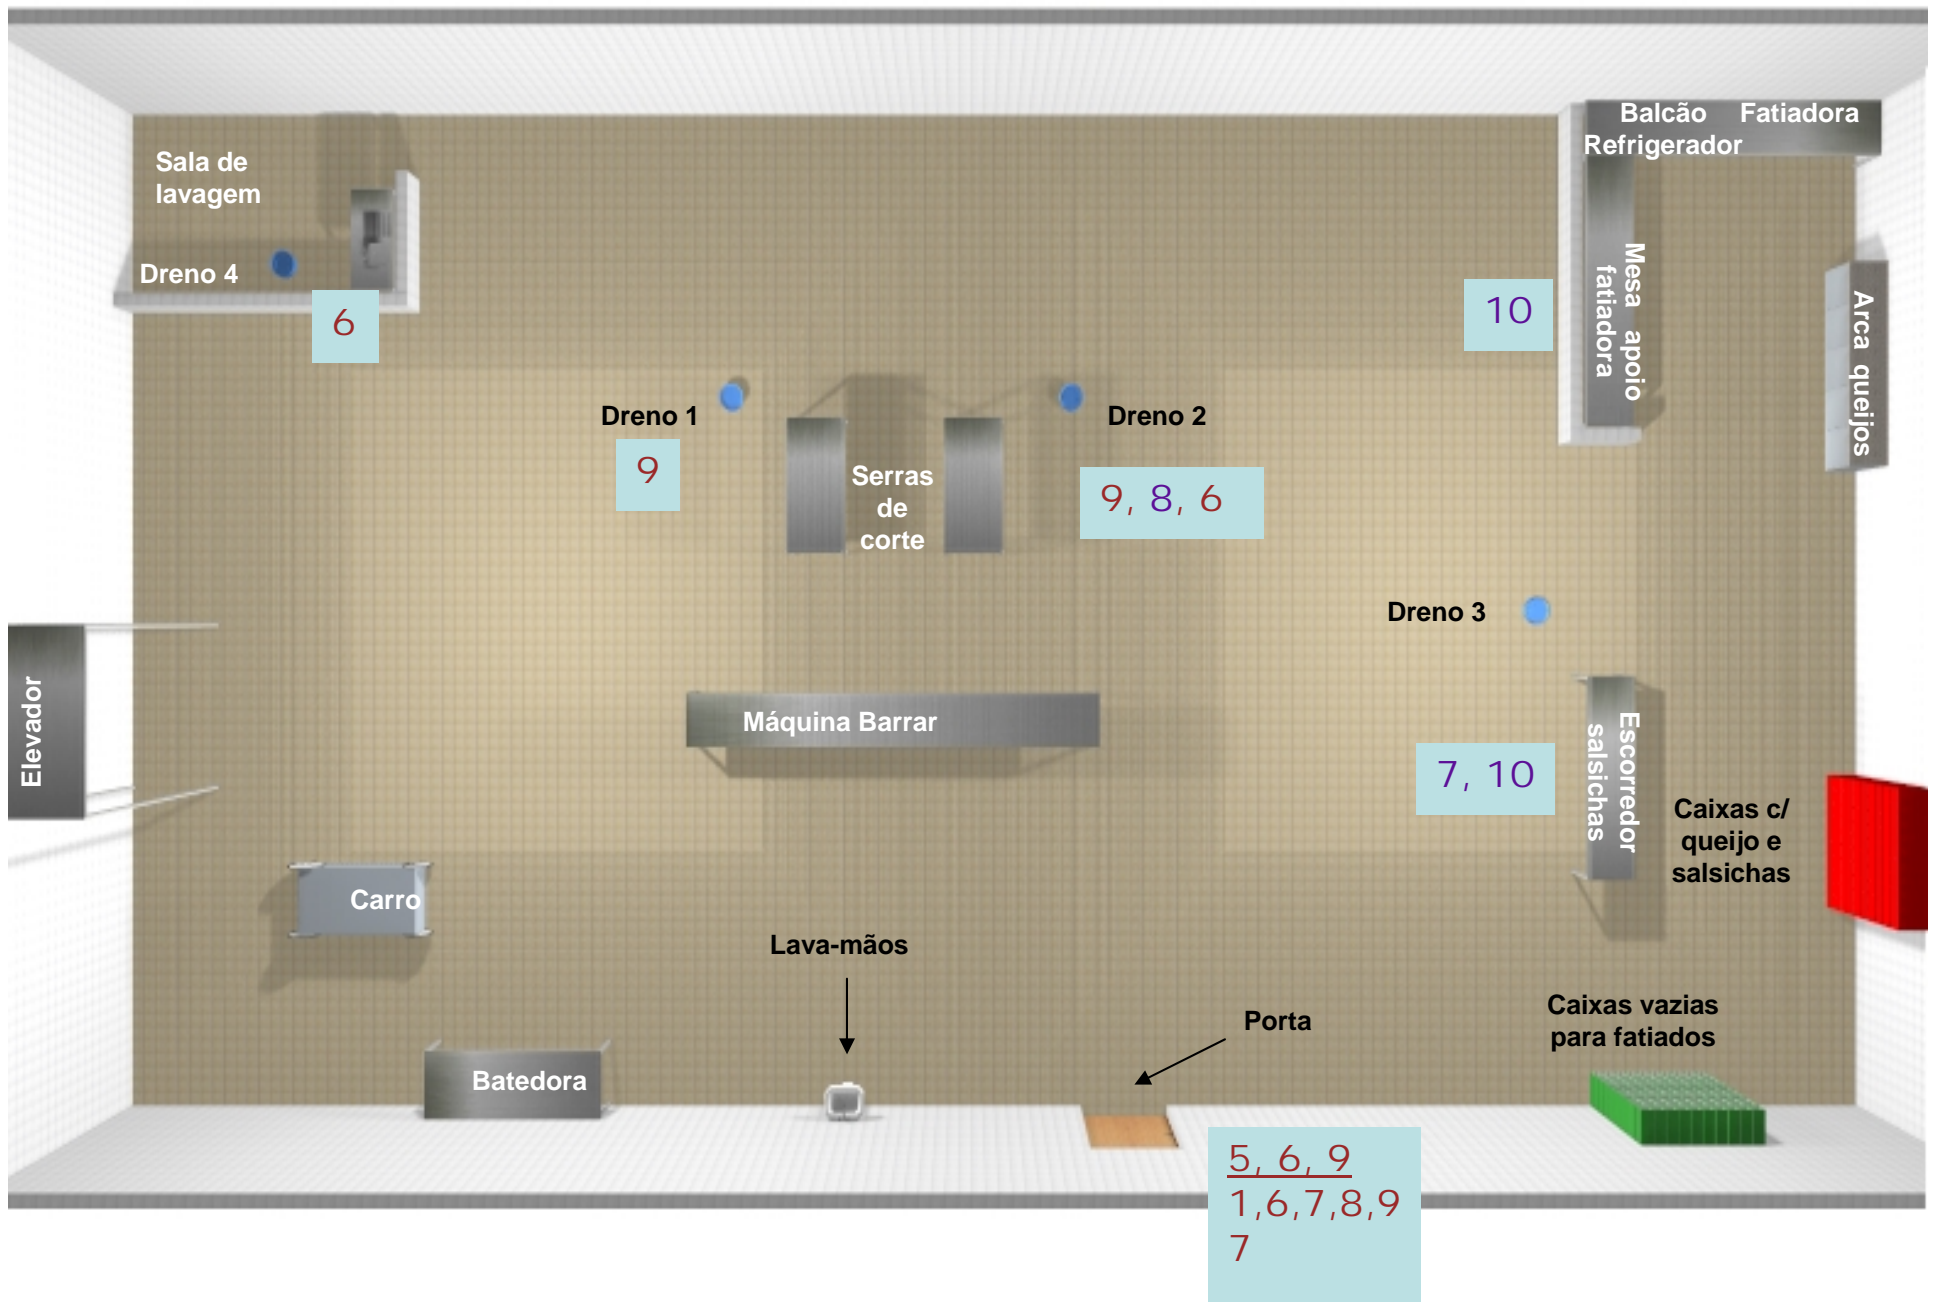 Balcão Fatiadora
Refrigerador
Sala de
lavagem
Dreno 4
6
10
Mesa apoio
fatiadora
Arca queijos
Dreno 1
9
Serras
de
corte
Dreno 2
9, 8, 6
Dreno 3
Elevador
Máquina Barrar
7, 10
Escorredor
salsichas
Caixas c/
queijo e
salsichas
Carro
Lava-mãos
Porta
Caixas vazias
para fatiados
Batedora
5, 6, 9
1,6,7,8,9
7